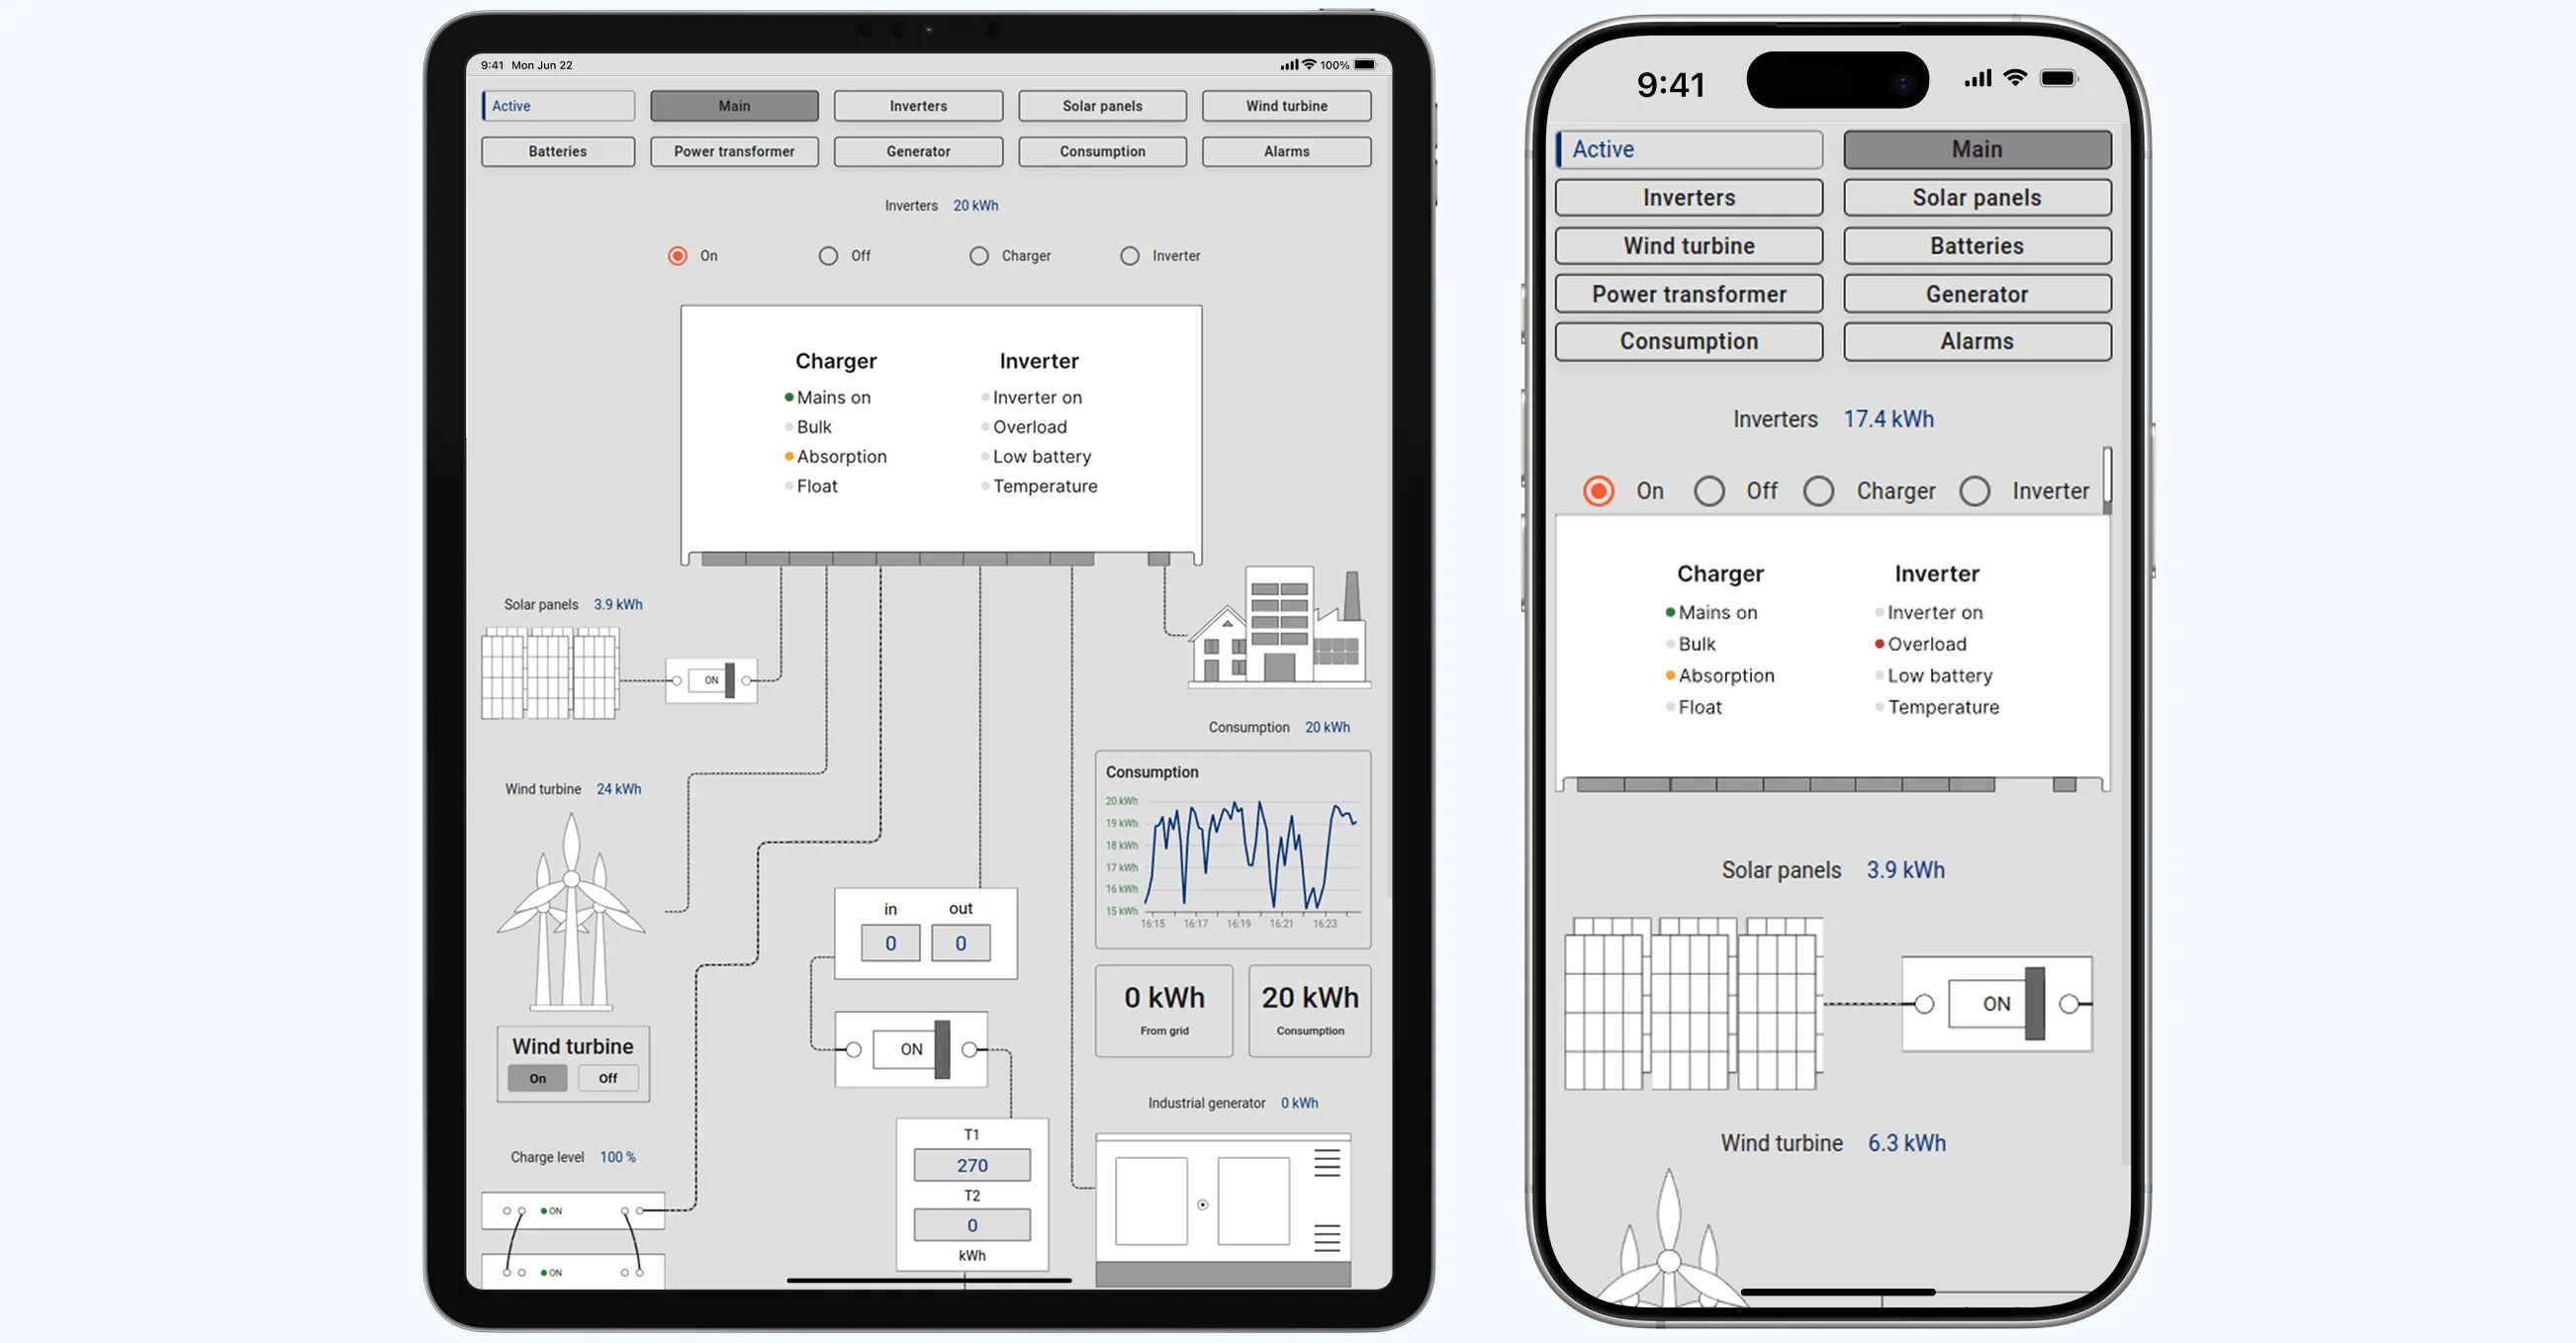 9:41 Mon Jun 22
100%
Active
Main
Inverters
Solar panels
Wind turbine
Batteries
Power transformer
Generator
Consumption
Alarms
Inverters 20 kWh
On
Off
Charger
Inverter
Charger
Mains on
Bulk
Absorption
Float
Inverter
Inverter on
Overload
Low battery
Temperature
Solar panels 3.9 kWh
ON
Wind turbine 24 kWh
Wind turbine
On
Off
Charge level 100 %
ON
ON
in
out
0
0
ON
T1
270
T2
0
kWh
Consumption 20 kWh
Consumption
20 kWh
19 kWh
18 kWh
17 kWh
16 kWh
15 kWh
16:15 16:17 16:19 16:21 16:23
0 kWh
From grid
20 kWh
Consumption
Industrial generator 0 kWh
9:41
Active
Main
Inverters
Solar panels
Wind turbine
Batteries
Power transformer
Generator
Consumption
Alarms
Inverters 17.4 kWh
On
Off
Charger
Inverter
Charger
Mains on
Bulk
Absorption
Float
Inverter
Inverter on
Overload
Low battery
Temperature
Solar panels 3.9 kWh
ON
Wind turbine 6.3 kWh